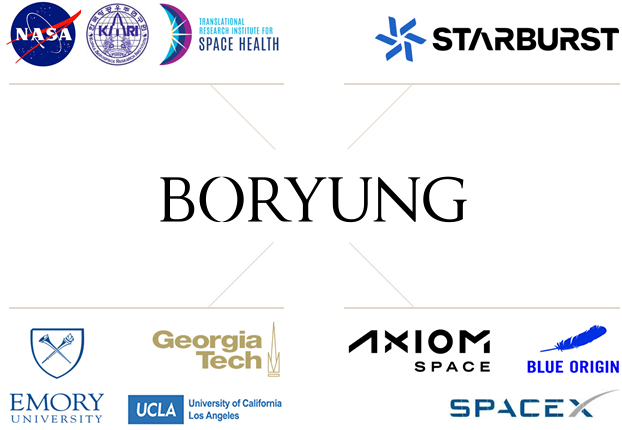 NASA
TRANSLATIONAL
RESEARCH INSTITUTE FOR
SPACE HEALTH
STARBURST
BORYUNG
EMORY
UNIVERSITY
Georgia
Tech
UCLA
University of California
Los Angeles
AXIOM
SPACE
BLUE ORIGIN
SPACEX